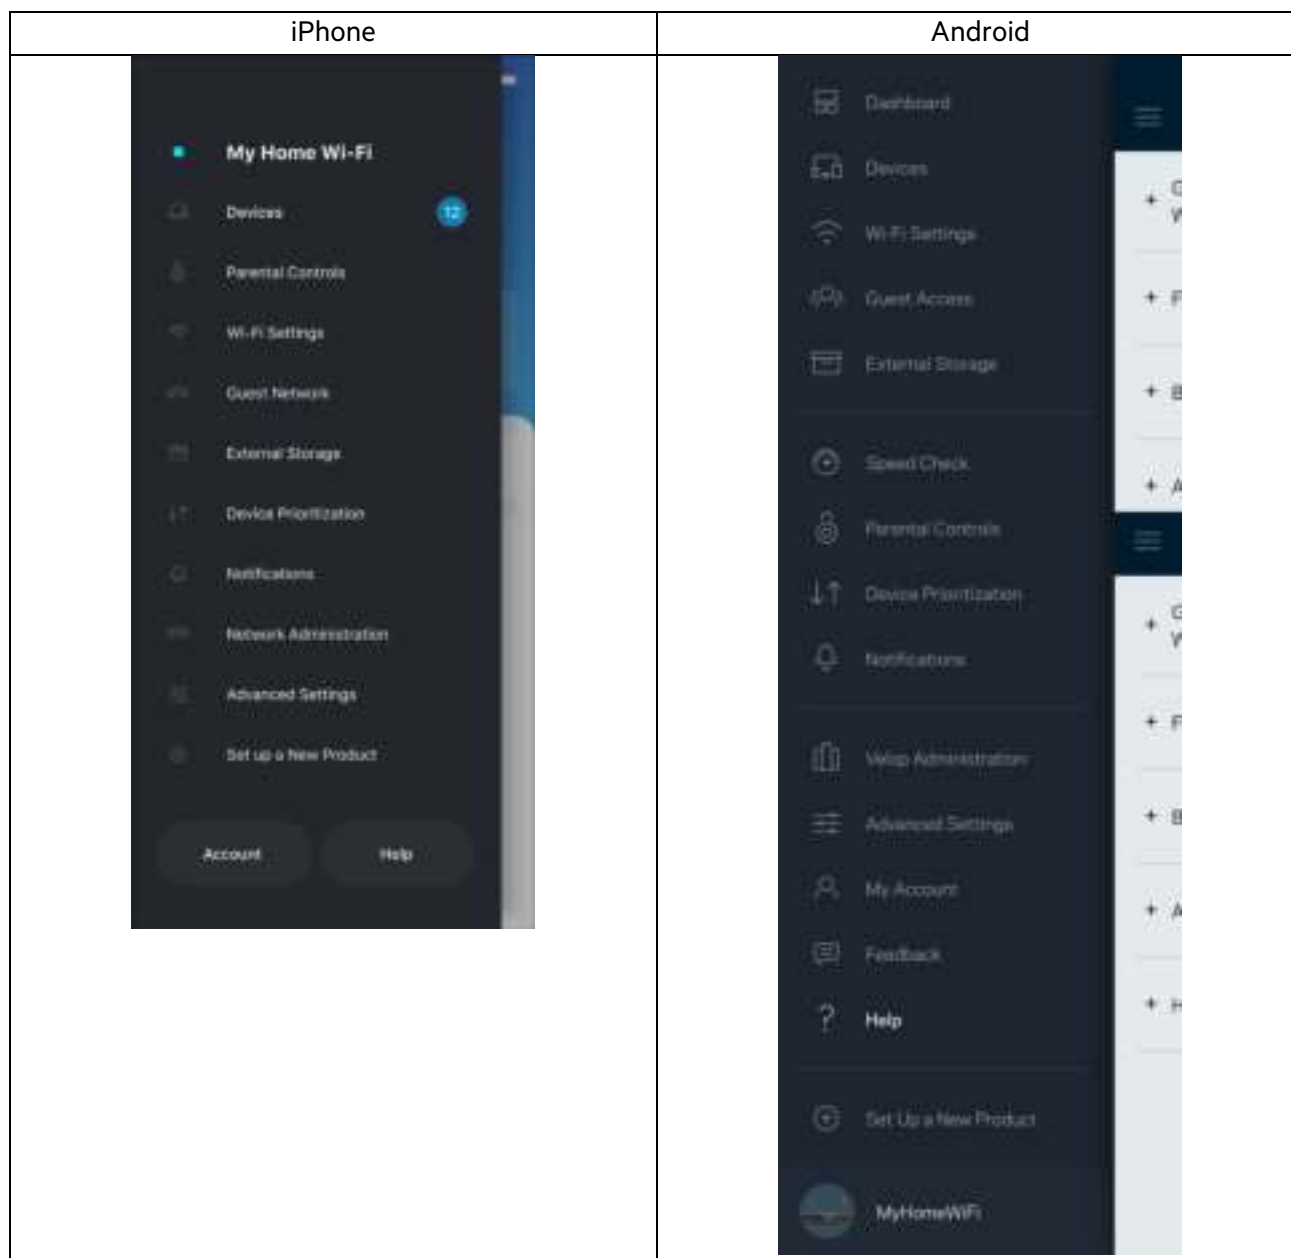 iPhone
Android
My Home Wi-Fi
Devices
12
Parental Controls
Wi-Fi Settings
Guest Network
External Storage
Device Prioritization
Notifications
Network Administration
Advanced Settings
Set up a New Product
Account
Help
Dashboard
Devices
Wi-Fi Settings
Guest Access
External Storage
Speed Check
Parental Controls
Device Prioritization
Notifications
Velop Administration
Advanced Settings
My Account
Feedback
Help
Set Up a New Product
MyHomeWiFi